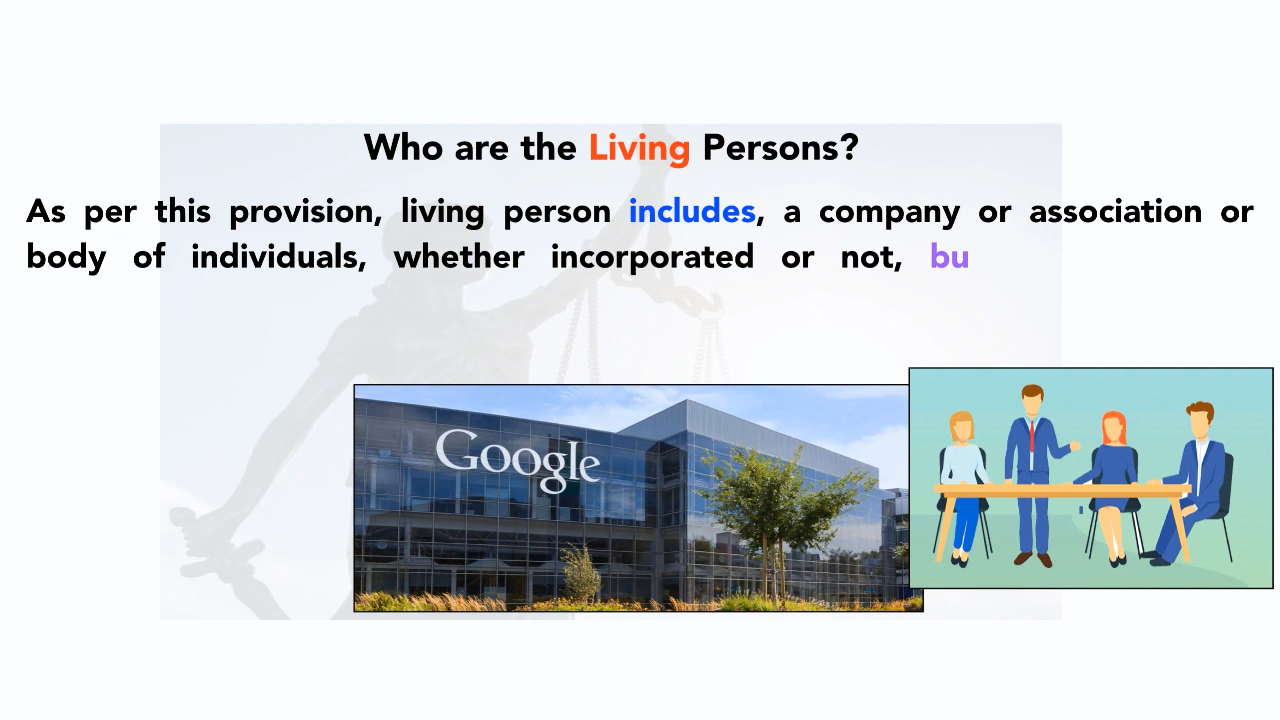 Who are the Living Persons?
As per this provision, living person includes, a company or association or
body of individuals, whether incorporated or not, bu
Google